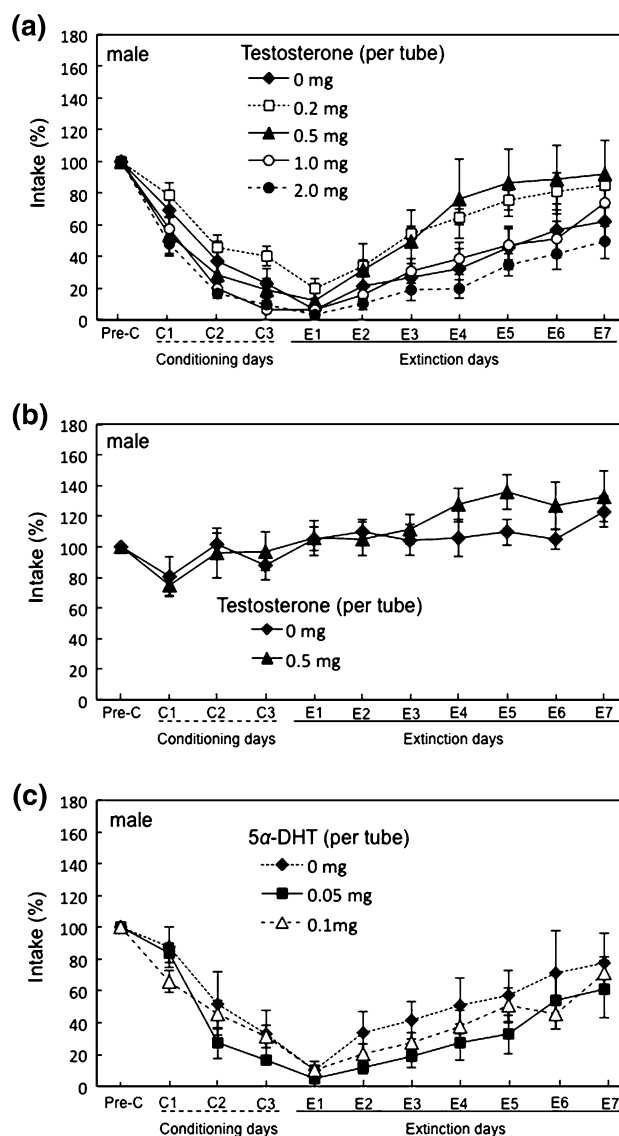 (a)
180
160
140
120
100
80
60
40
20
0
Intake (%)
male
Testosterone (per tube)
0 mg
0.2 mg
0.5 mg
1.0 mg
2.0 mg
Pre-C C1 C2 C3 E1 E2 E3 E4 E5 E6 E7
Conditioning days Extinction days
(b)
180
160
140
120
100
80
60
40
20
0
Intake (%)
male
Testosterone (per tube)
0 mg
0.5 mg
Pre-C C1 C2 C3 E1 E2 E3 E4 E5 E6 E7
Conditioning days Extinction days
(c)
180
160
140
120
100
80
60
40
20
0
Intake (%)
male
5α-DHT (per tube)
0 mg
0.05 mg
0.1mg
Pre-C C1 C2 C3 E1 E2 E3 E4 E5 E6 E7
Conditioning days Extinction days